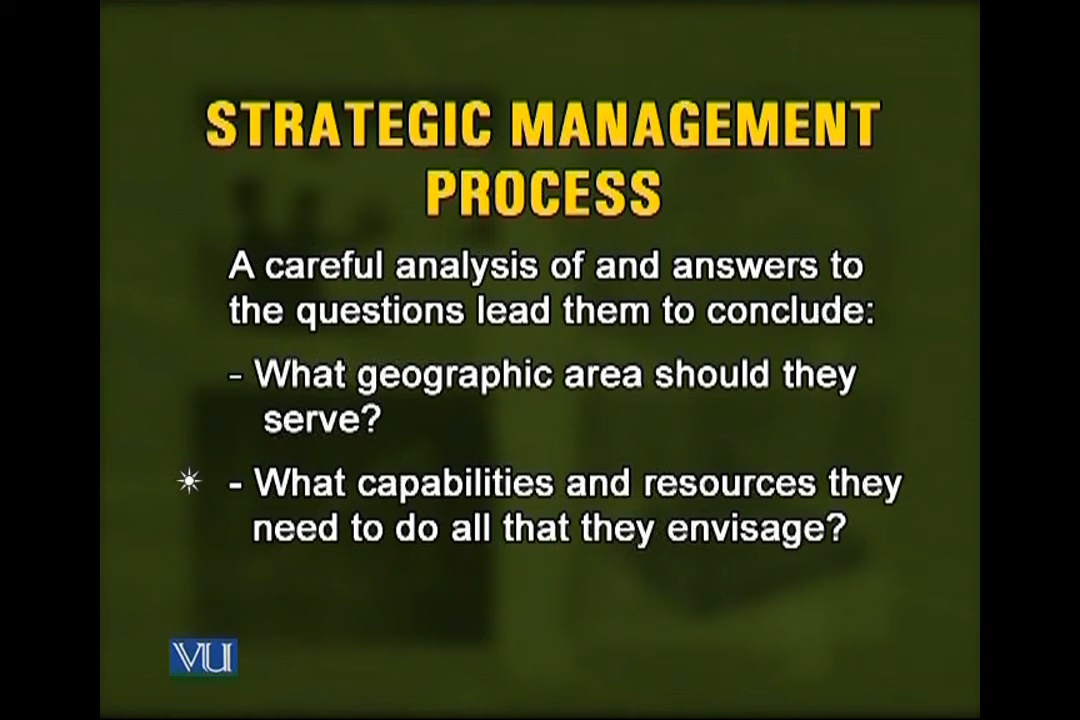 STRATEGIC MANAGEMENT
PROCESS
A careful analysis of and answers to
the questions lead them to conclude:
- What geographic area should they
serve?
- What capabilities and resources they
need to do all that they envisage?
VU